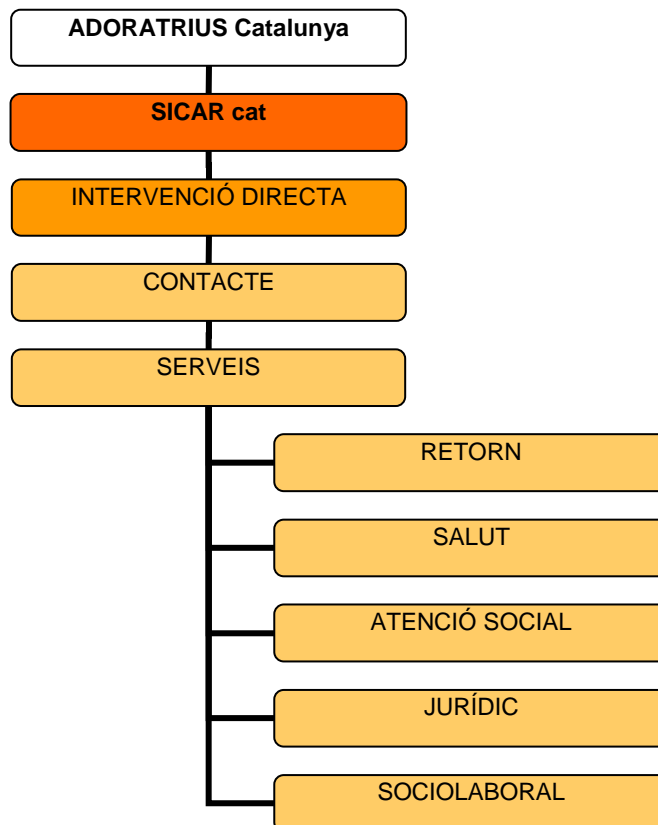 ADORATRIUS Catalunya
SICAR cat
INTERVENCIÓ DIRECTA
CONTACTE
SERVEIS
RETORN
SALUT
ATENCIÓ SOCIAL
JURÍDIC
SOCIOLABORAL